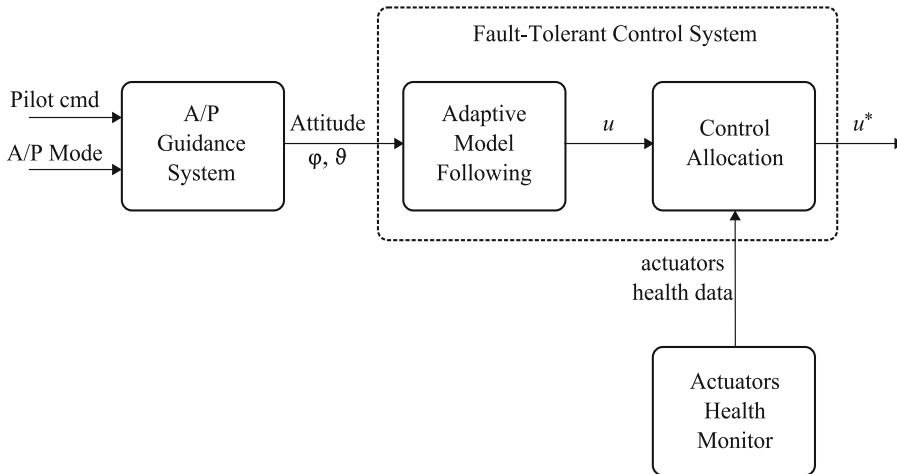 Fault-Tolerant Control System
Pilot cmd
A/P Mode
A/P
Guidance
System
Attitude
φ, ϑ
Adaptive
Model
Following
u
Control
Allocation
u*
actuators
health data
Actuators
Health
Monitor